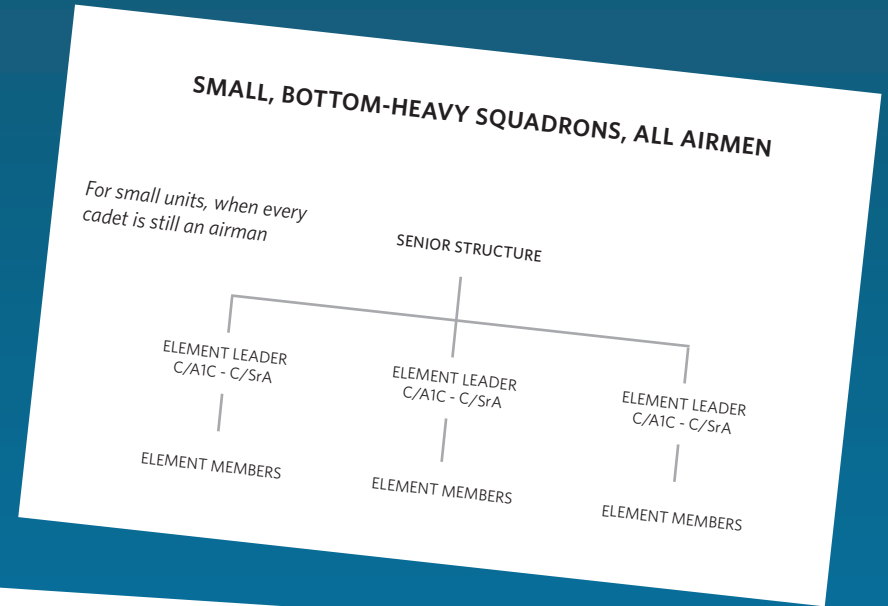 SMALL, BOTTOM-HEAVY SQUADRONS, ALL AIRMEN
For small units, when every
cadet is still an airman
SENIOR STRUCTURE
ELEMENT LEADER
C/A1C - C/SrA
ELEMENT MEMBERS
ELEMENT LEADER
C/A1C - C/SrA
ELEMENT MEMBERS
ELEMENT LEADER
C/A1C - C/SrA
ELEMENT MEMBERS